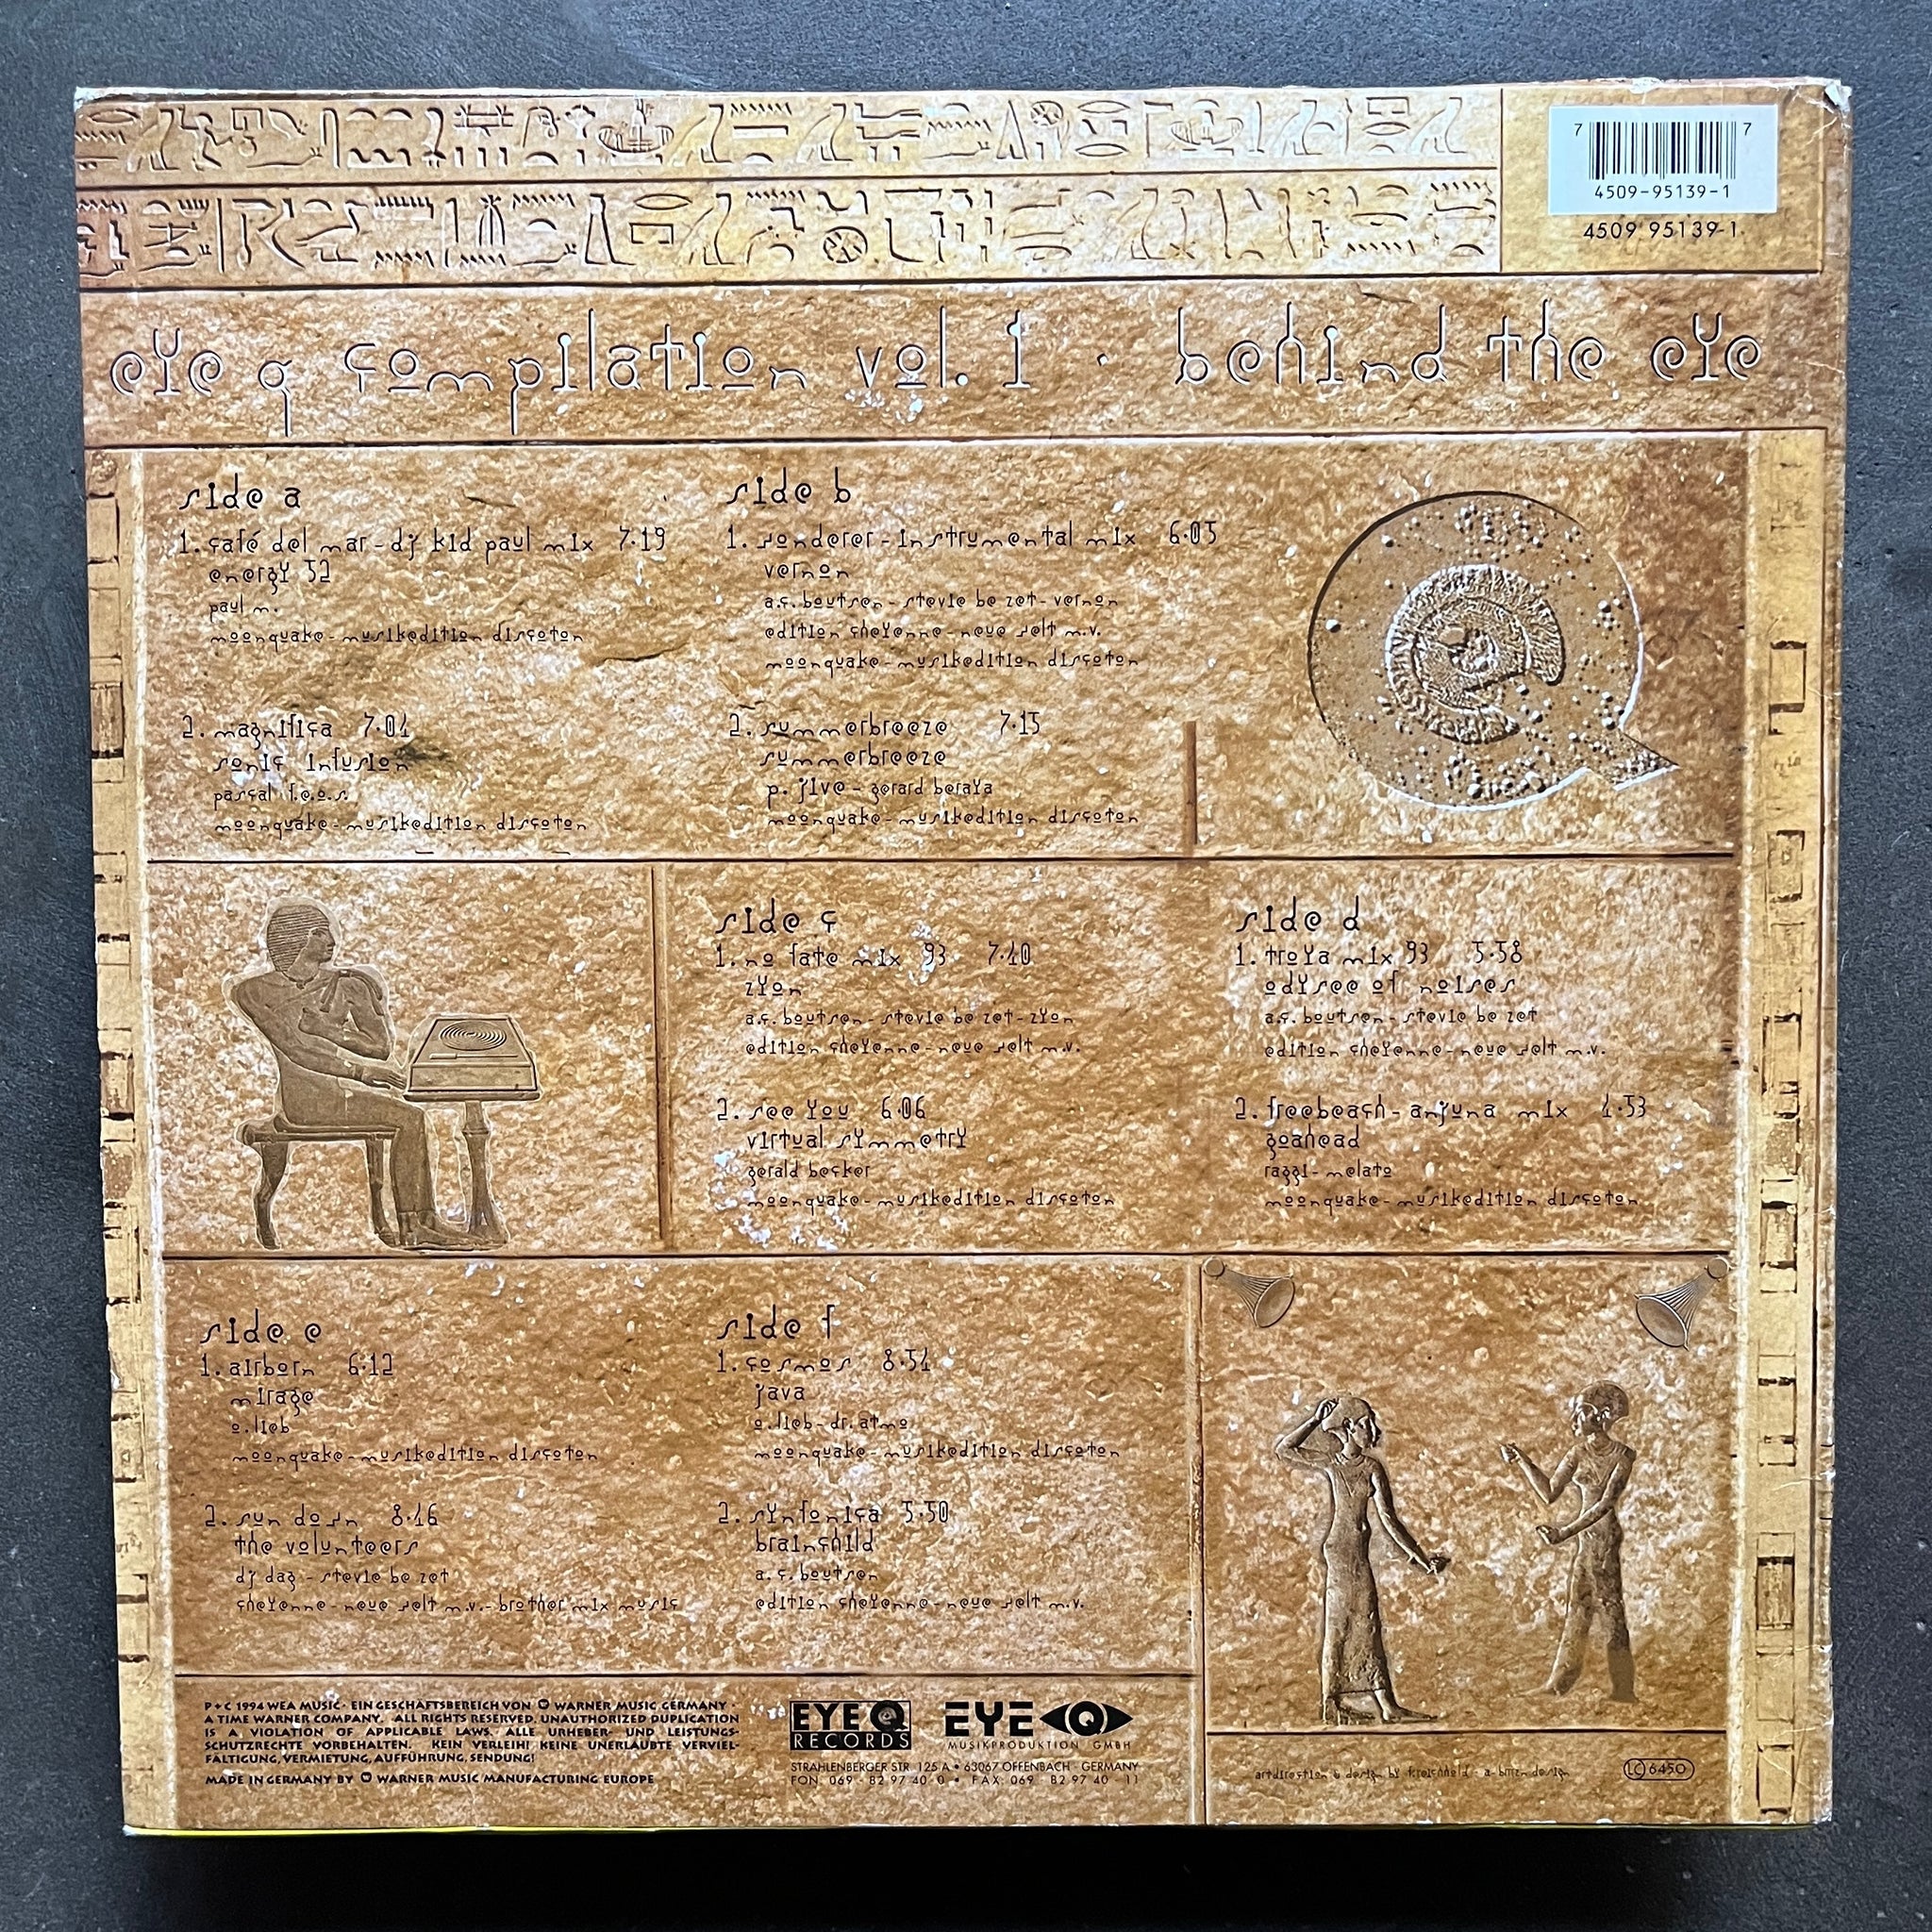 7 7
4509-95139-1
4509 95139-1
eye q compilation vol. 1 · behind the eye
side a
1. café del mar - dj kid paul mix 7·19
energy 52
paul m.
moonquake - musikedition discoton
2. magnifica 7·01
sonic infusion
pascal f.e.o.s.
moonquake - musikedition discoton
side b
1. wonderer - instrumental mix 6·05
vernon
a.c. boutsen - stevie be zet - vernon
edition cheyenne - neue welt m.v.
moonquake - musikedition discoton
2. summerbreeze 7·15
summerbreeze
p. jive - gerard beraya
moonquake - musikedition discoton
side c
1. no fate mix 93 7·40
zyon
a.c. boutsen - stevie be zet - zyon
edition cheyenne - neue welt m.v.
2. see you 6·06
virtual symmetry
gerald becker
moonquake - musikedition discoton
side d
1. troya mix 93 5·58
odysee of noises
a.c. boutsen - stevie be zet
edition cheyenne - neue welt m.v.
2. freebeach - anjuna mix 4·53
goahead
raggi - melato
moonquake - musikedition discoton
side e
1. airborn 6·12
mirage
o. lieb
moonquake - musikedition discoton
2. sun down 8·46
the volunteers
dj dag - stevie be zet
cheyenne - neue welt m.v. - brother mix music
side f
1. cosmos 8·54
java
o. lieb - dr. atmo
moonquake - musikedition discoton
2. sinfonica 5·50
brainchild
a. c. boutsen
edition cheyenne - neue welt m.v.
P + C 1994 WEA MUSIC · EIN GESCHÄFTSBEREICH VON WARNER MUSIC GERMANY ·
A TIME WARNER COMPANY. ALL RIGHTS RESERVED. UNAUTHORIZED DUPLICATION
IS A VIOLATION OF APPLICABLE LAWS. ALLE URHEBER- UND LEISTUNGS-
SCHUTZRECHTE VORBEHALTEN. KEIN VERLEIH! KEINE UNERLAUBTE VERVIEL-
FÄLTIGUNG, VERMIETUNG, AUFFÜHRUNG, SENDUNG!
MADE IN GERMANY BY WARNER MUSIC MANUFACTURING EUROPE
EYE Q
RECORDS
EYE Q
MUSIKPRODUKTION GMBH
STRAHLENBERGER STR. 125 A • 63067 OFFENBACH · GERMANY
FON 069 - 82 97 40 0 • FAX: 069 - 82 97 40 - 11
artdirection & design by
LC 6450